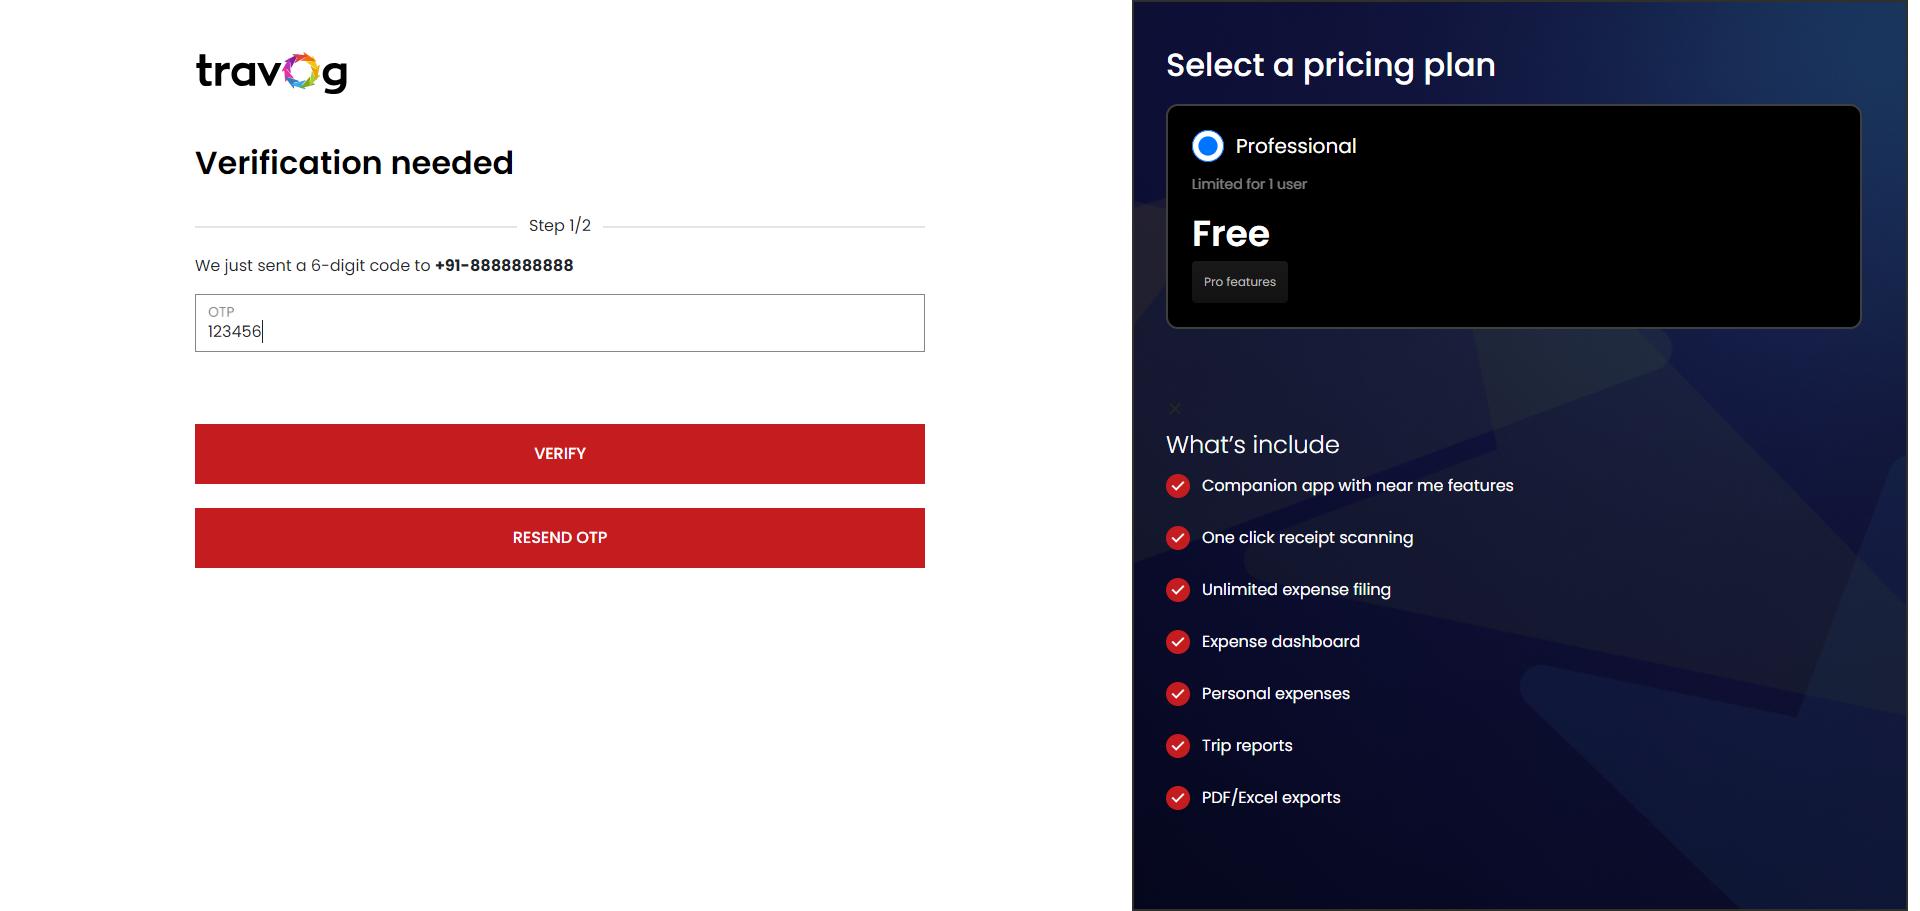 travog
Verification needed
Step 1/2
We just sent a 6-digit code to +91-8888888888
OTP
123456
VERIFY
RESEND OTP
Select a pricing plan
Professional
Limited for 1 user
Free
Pro features
What's include
Companion app with near me features
One click receipt scanning
Unlimited expense filing
Expense dashboard
Personal expenses
Trip reports
PDF/Excel exports